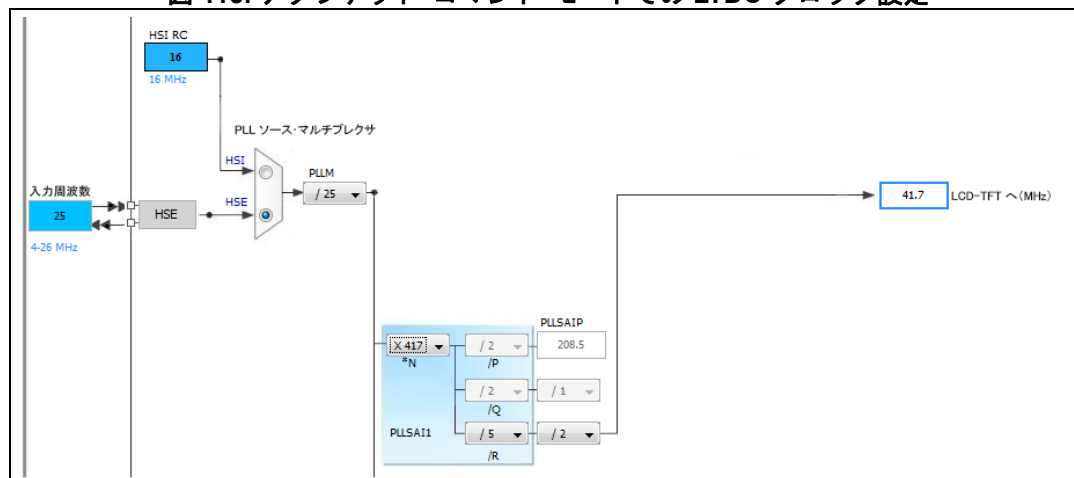 HSI RC
16
16 MHz
PLL ソース・マルチプレクサ
HSI
PLLM
/ 25
入力周波数
25
4-26 MHz
HSE
HSE
41.7
LCD-TFT へ(MHz)
PLLSAIP
X 417
*N
/ 2
/P
208.5
/ 2
/Q
/ 1
PLLSAI1
/ 5
/R
/ 2